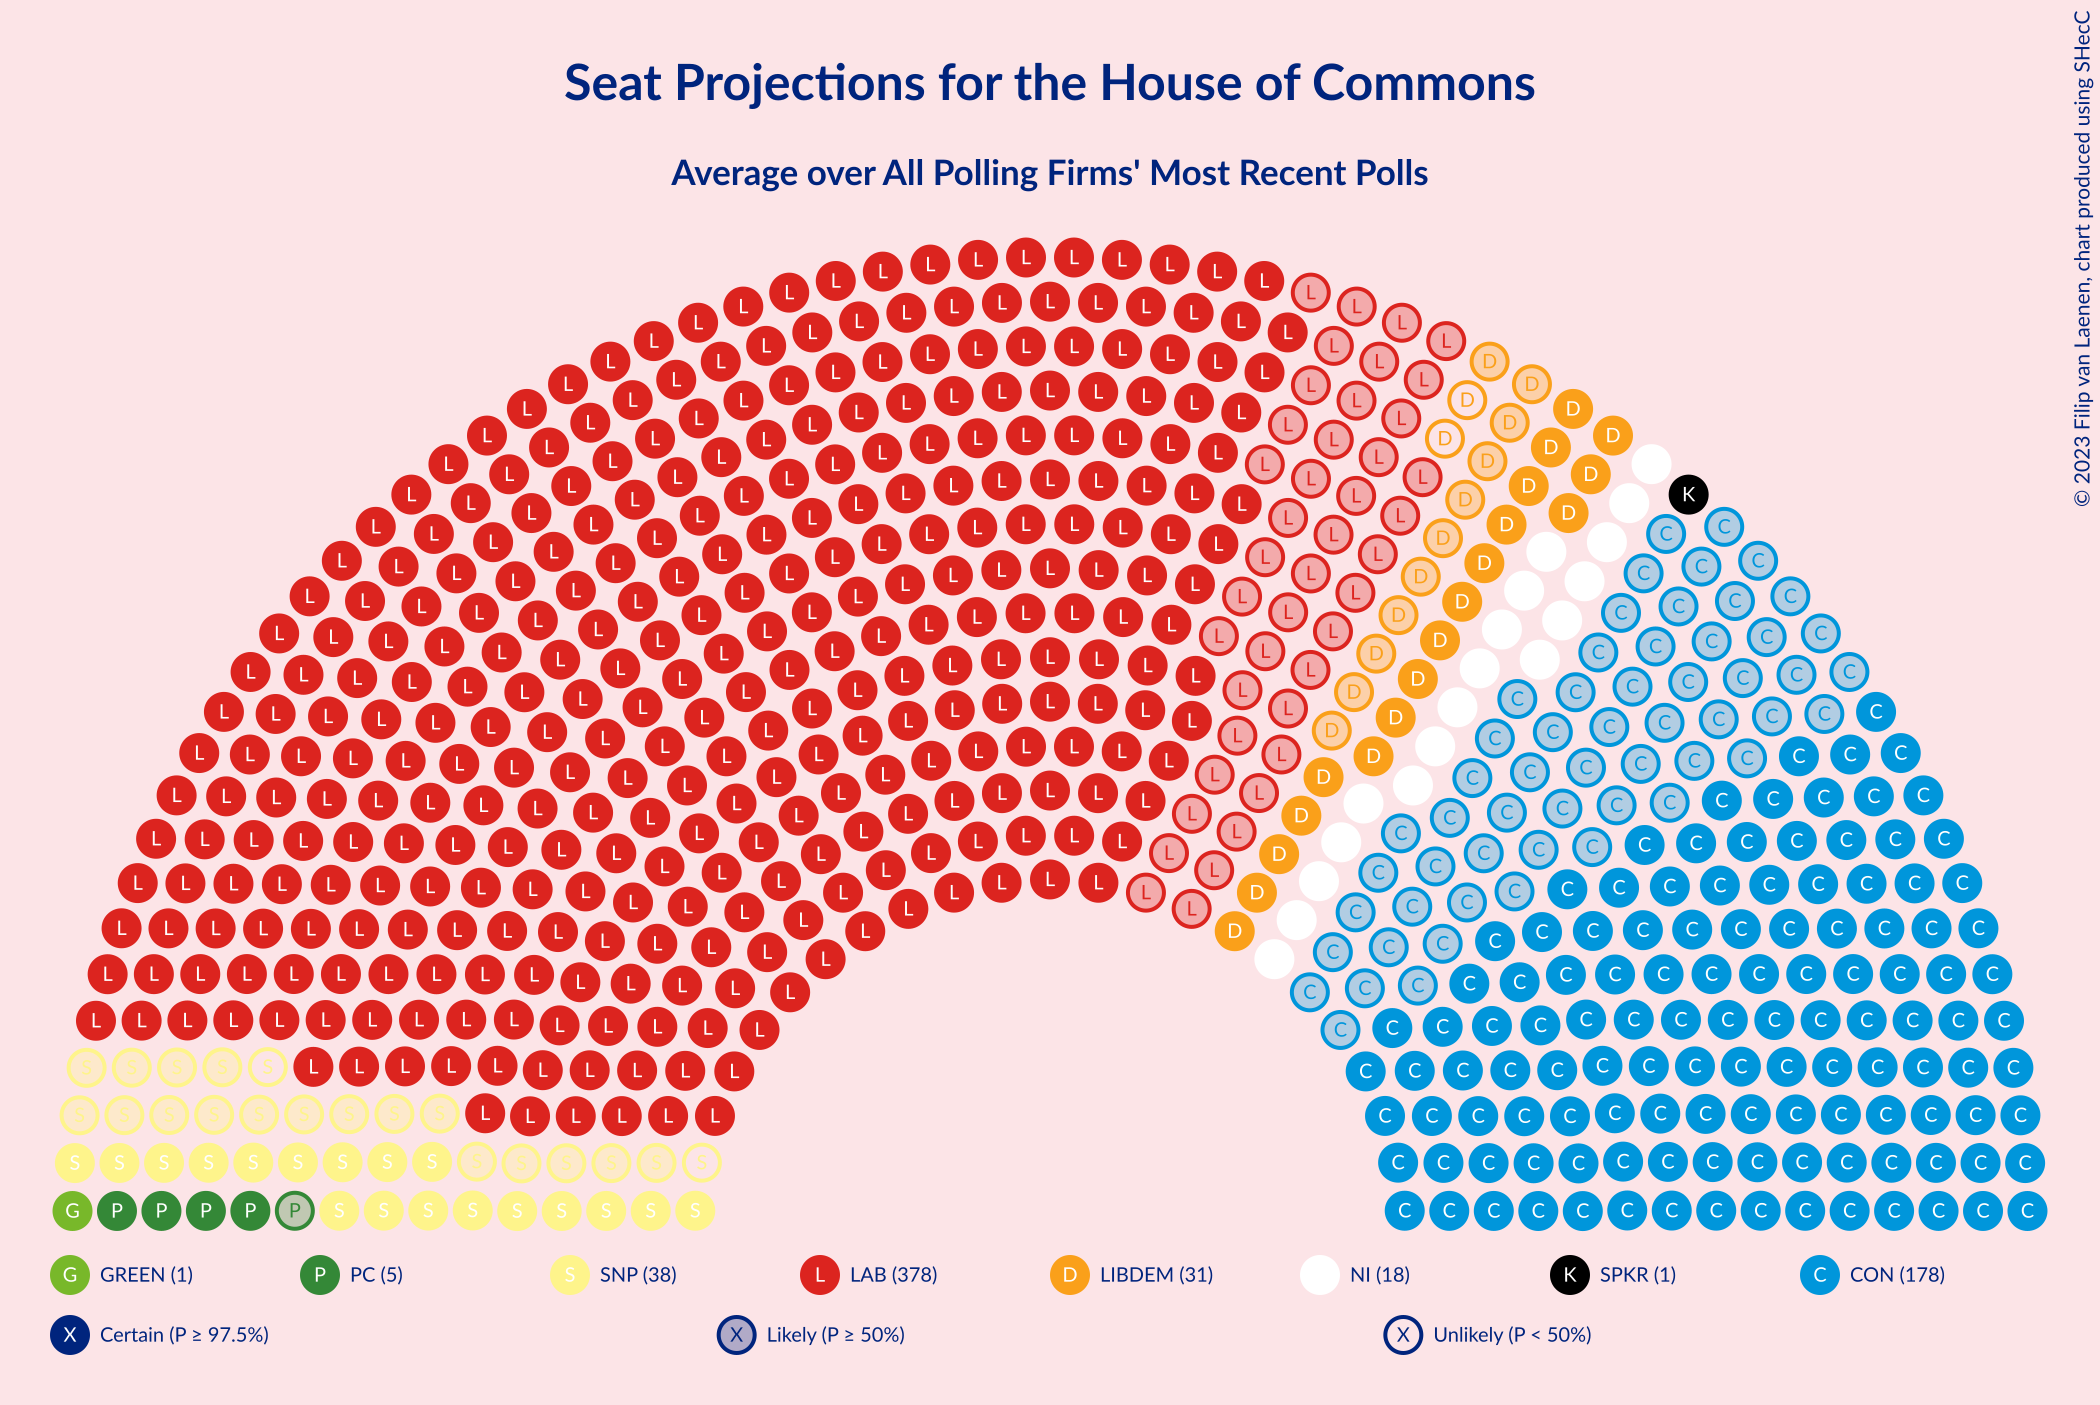 Seat Projections for the House of Commons
Average over All Polling Firms' Most Recent Polls
© 2023 Filip van Laenen, chart produced using SHecC
G GREEN (1) P PC (5) S SNP (38) L LAB (378) D LIBDEM (31) NI (18) K SPKR (1) C CON (178)
X Certain (P ≥ 97.5%) X Likely (P ≥ 50%) X Unlikely (P < 50%)